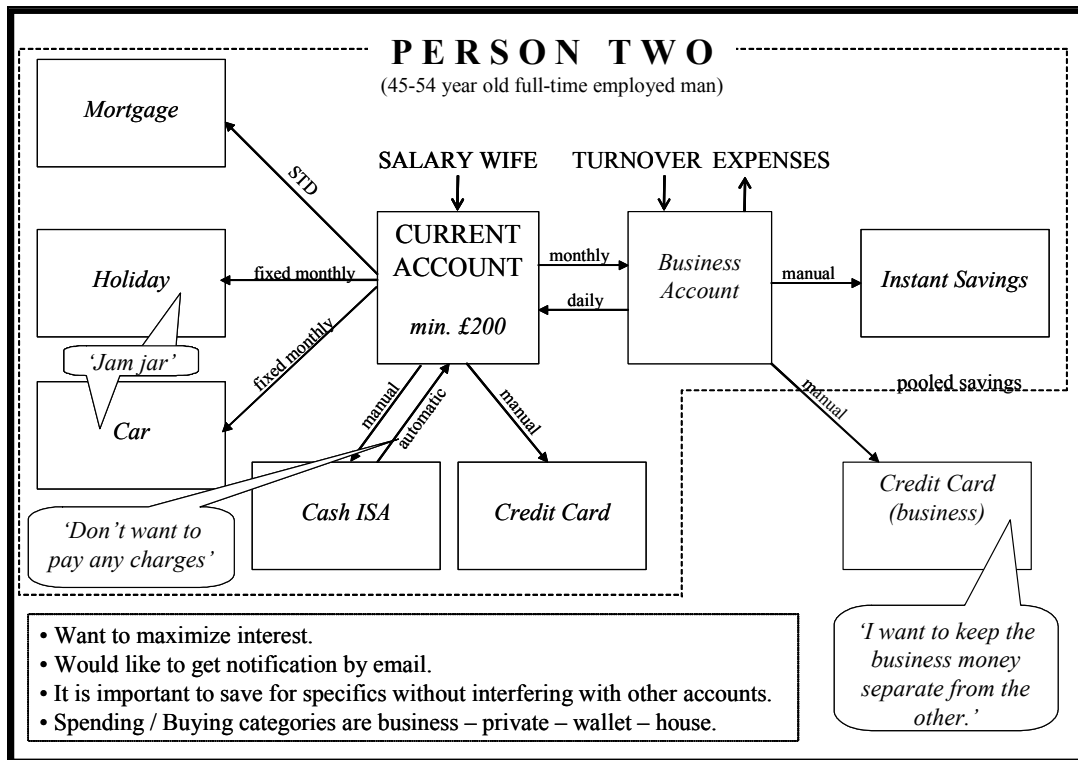 PERSON TWO
(45-54 year old full-time employed man)
Mortgage
SALARY WIFE
TURNOVER EXPENSES
STD
CURRENT
ACCOUNT
min. £200
monthly
daily
Business
Account
manual
Instant Savings
Holiday
fixed monthly
'Jam jar'
fixed monthly
Car
manual
automatic
manual
pooled savings
manual
Cash ISA
Credit Card
Credit Card
(business)
'Don't want to
pay any charges'
'I want to keep the
business money
separate from the
other.'
• Want to maximize interest.
• Would like to get notification by email.
• It is important to save for specifics without interfering with other accounts.
• Spending / Buying categories are business – private – wallet – house.